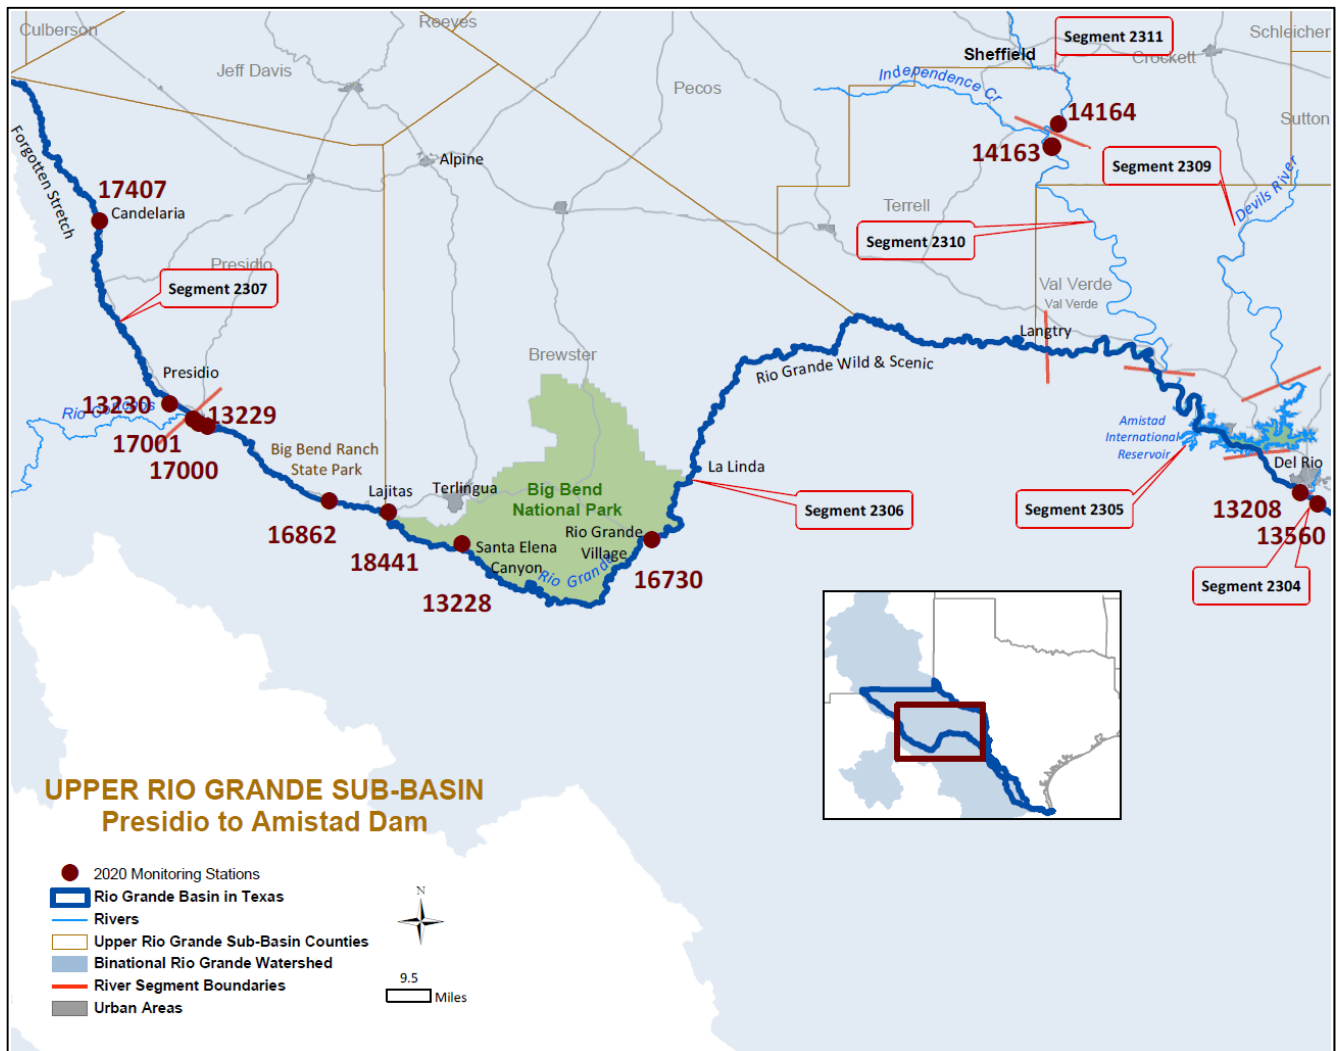 Culberson
Reeves
Segment 2311
Schleicher
Sheffield
Crockett
Jeff Davis
Independence Cr
Pecos
14164
Sutton
Forgotten Stretch
14163
Alpine
Segment 2309
17407
Candelaria
Devils River
Terrell
Segment 2310
Presidio
Segment 2307
Val Verde
Val Verde
Langtry
Brewster
Rio Grande Wild & Scenic
Presidio
13230
Rio Conchos
13229
17001
17000
Amistad
International
Reservoir
Big Bend Ranch
State Park
La Linda
Del Rio
Lajitas
Terlingua
Big Bend
National Park
Segment 2306
Segment 2305
13208
13560
16862
Rio Grande
Village
18441
Santa Elena
Canyon
Rio Grande
16730
13228
Segment 2304
UPPER RIO GRANDE SUB-BASIN
Presidio to Amistad Dam
2020 Monitoring Stations
Rio Grande Basin in Texas
Rivers
Upper Rio Grande Sub-Basin Counties
Binational Rio Grande Watershed
River Segment Boundaries
Urban Areas
N
9.5
Miles